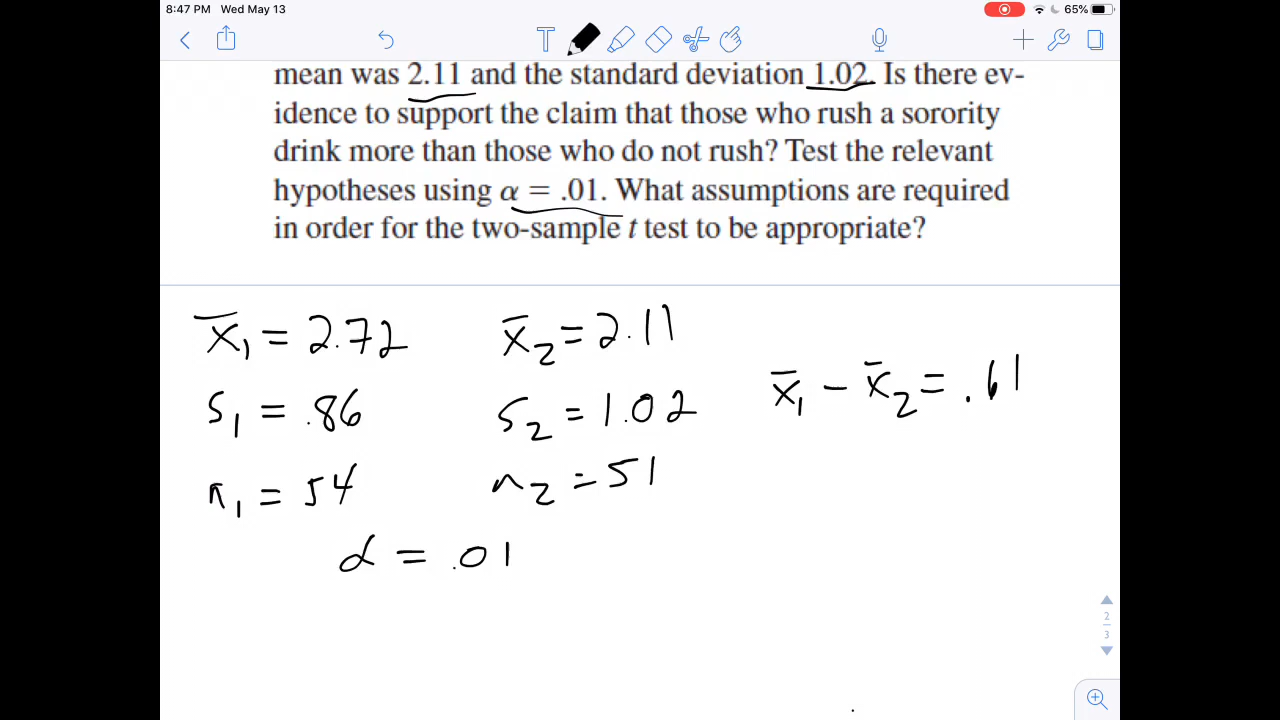 8:47 PM Wed May 13
65%
T
mean was 2.11 and the standard deviation 1.02. Is there ev-
idence to support the claim that those who rush a sorority
drink more than those who do not rush? Test the relevant
hypotheses using α = .01. What assumptions are required
in order for the two-sample t test to be appropriate?
x̄₁ = 2.72 x̄₂ = 2.11
x̄₁ − x̄₂ = .61
s₁ = .86 s₂ = 1.02
n₁ = 54 n₂ = 51
α = .01
2
3